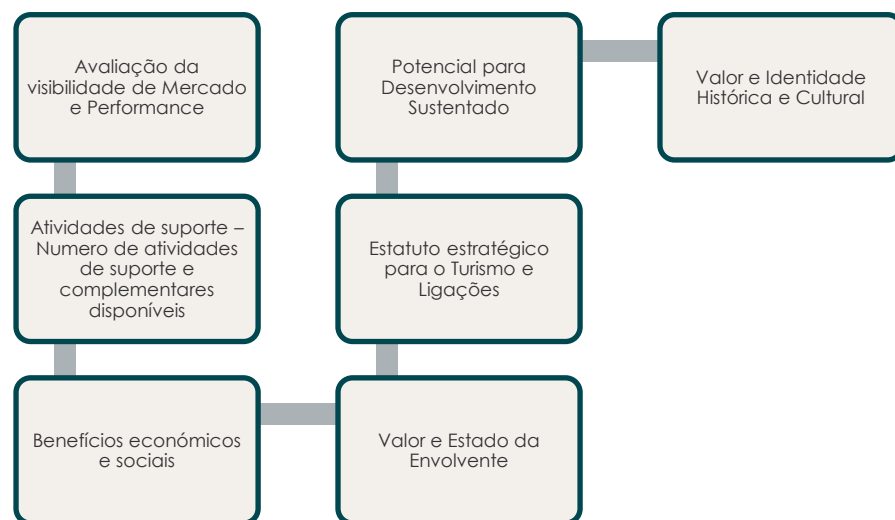 Avaliação da
visibilidade de Mercado
e Performance
Atividades de suporte –
Numero de atividades
de suporte e
complementares
disponíveis
Benefícios económicos
e sociais
Valor e Estado da
Envolvente
Estatuto estratégico
para o Turismo e
Ligações
Potencial para
Desenvolvimento
Sustentado
Valor e Identidade
Histórica e Cultural